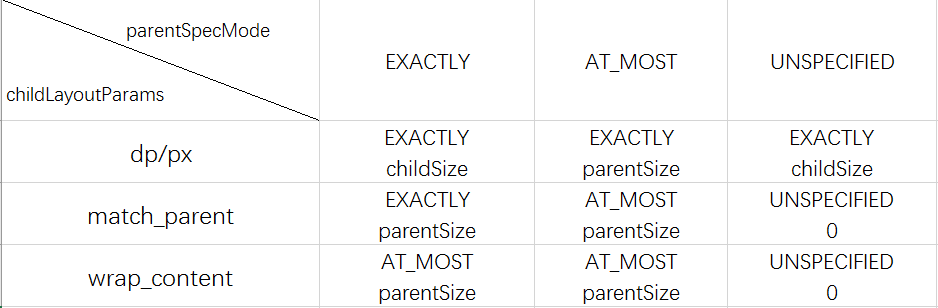 parentSpecMode
childLayoutParams
EXACTLY
AT_MOST
UNSPECIFIED
dp/px
EXACTLY
childSize
EXACTLY
parentSize
EXACTLY
childSize
match_parent
EXACTLY
parentSize
AT_MOST
parentSize
UNSPECIFIED
0
wrap_content
AT_MOST
parentSize
AT_MOST
parentSize
UNSPECIFIED
0